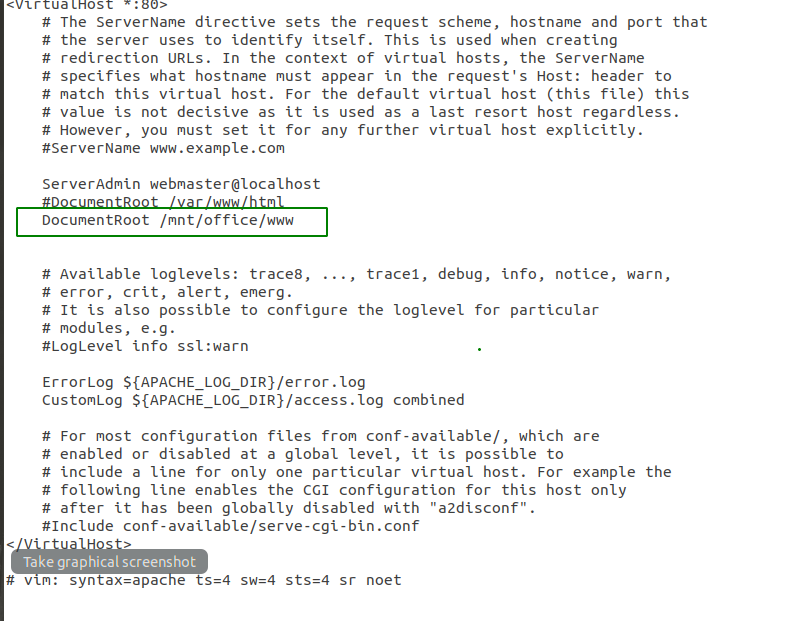 <VirtualHost *:80>
# The ServerName directive sets the request scheme, hostname and port that
# the server uses to identify itself. This is used when creating
# redirection URLs. In the context of virtual hosts, the ServerName
# specifies what hostname must appear in the request's Host: header to
# match this virtual host. For the default virtual host (this file) this
# value is not decisive as it is used as a last resort host regardless.
# However, you must set it for any further virtual host explicitly.
#ServerName www.example.com
ServerAdmin webmaster@localhost
#DocumentRoot /var/www/html
DocumentRoot /mnt/office/www
# Available loglevels: trace8, ..., trace1, debug, info, notice, warn,
# error, crit, alert, emerg.
# It is also possible to configure the loglevel for particular
# modules, e.g.
#LogLevel info ssl:warn
ErrorLog ${APACHE_LOG_DIR}/error.log
CustomLog ${APACHE_LOG_DIR}/access.log combined
# For most configuration files from conf-available/, which are
# enabled or disabled at a global level, it is possible to
# include a line for only one particular virtual host. For example the
# following line enables the CGI configuration for this host only
# after it has been globally disabled with "a2disconf".
#Include conf-available/serve-cgi-bin.conf
</VirtualHost>
Take graphical screenshot
# vim: syntax=apache ts=4 sw=4 sts=4 sr noet